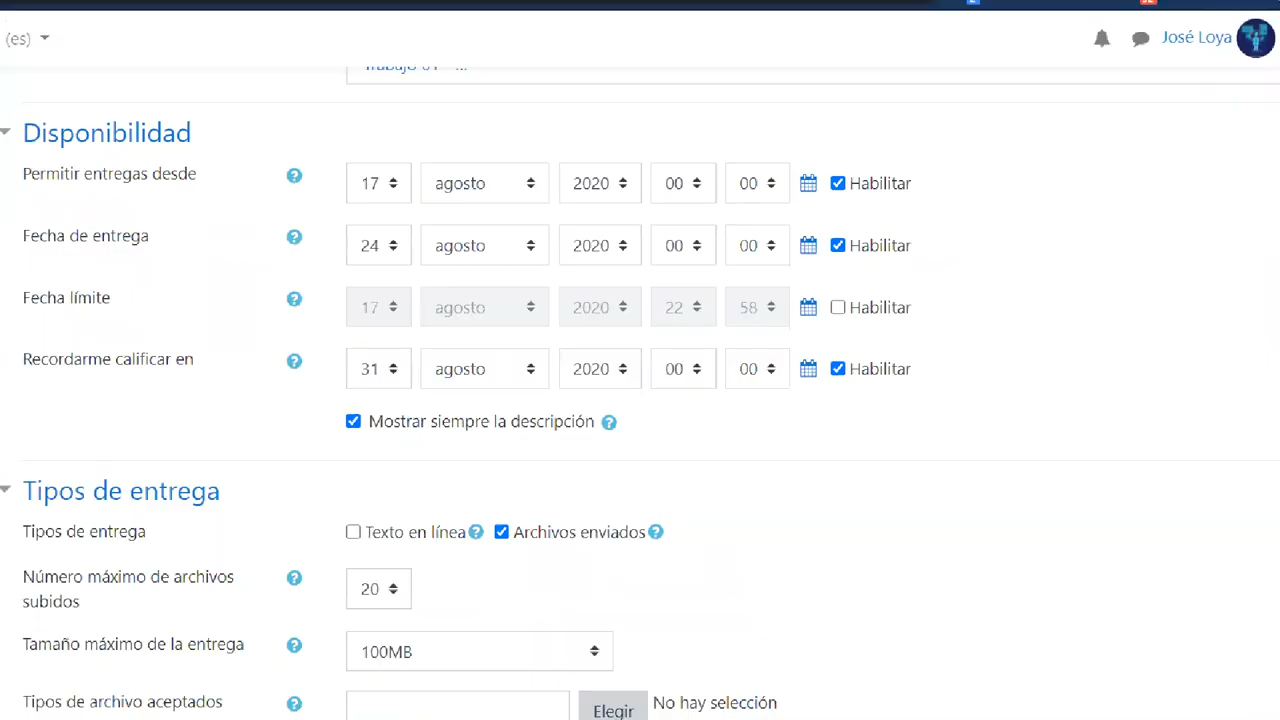 (es)
José Loya
Trabajo 01 - ...
Disponibilidad
Permitir entregas desde 17 agosto 2020 00 00 Habilitar
Fecha de entrega 24 agosto 2020 00 00 Habilitar
Fecha límite 17 agosto 2020 22 58 Habilitar
Recordarme calificar en 31 agosto 2020 00 00 Habilitar
Mostrar siempre la descripción
Tipos de entrega
Tipos de entrega Texto en línea Archivos enviados
Número máximo de archivos
subidos
20
Tamaño máximo de la entrega 100MB
Tipos de archivo aceptados Elegir No hay selección